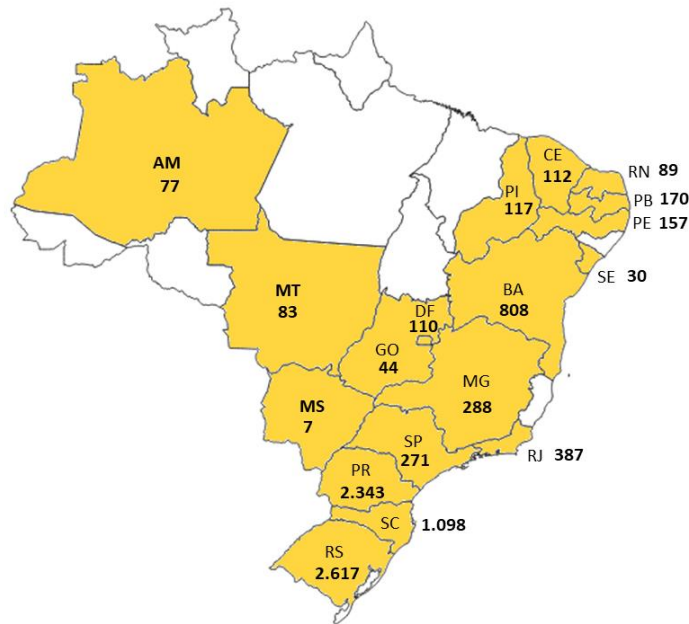 AM
77
CE
112
RN 89
PI
117
PB 170
PE 157
SE 30
MT
83
BA
808
DF
110
GO
44
MG
288
MS
7
SP
271
RJ 387
PR
2.343
SC 1.098
RS
2.617